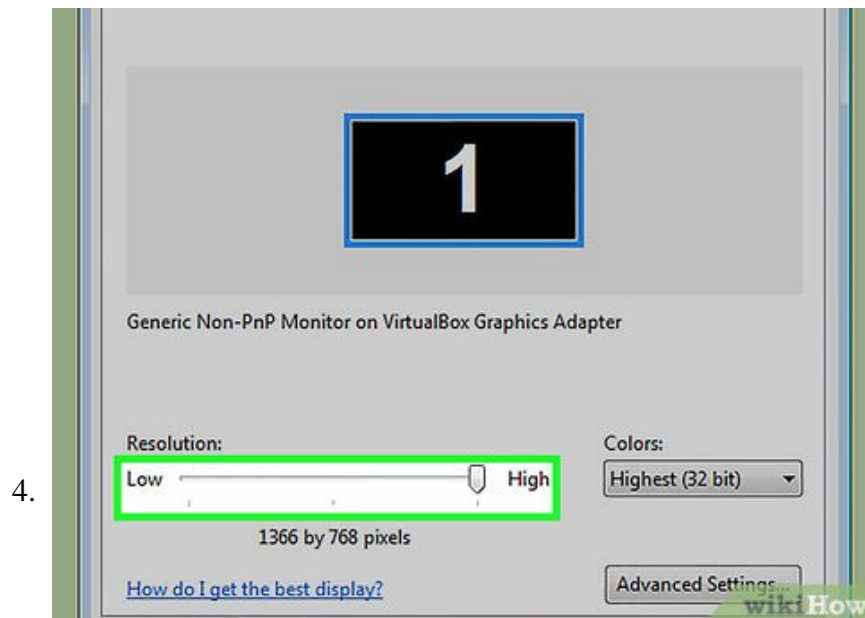 1
Generic Non-PnP Monitor on VirtualBox Graphics Adapter
Resolution:
Colors:
4.
Low
High
Highest (32 bit)
1366 by 768 pixels
How do I get the best display?
Advanced Settings...
wikiHow